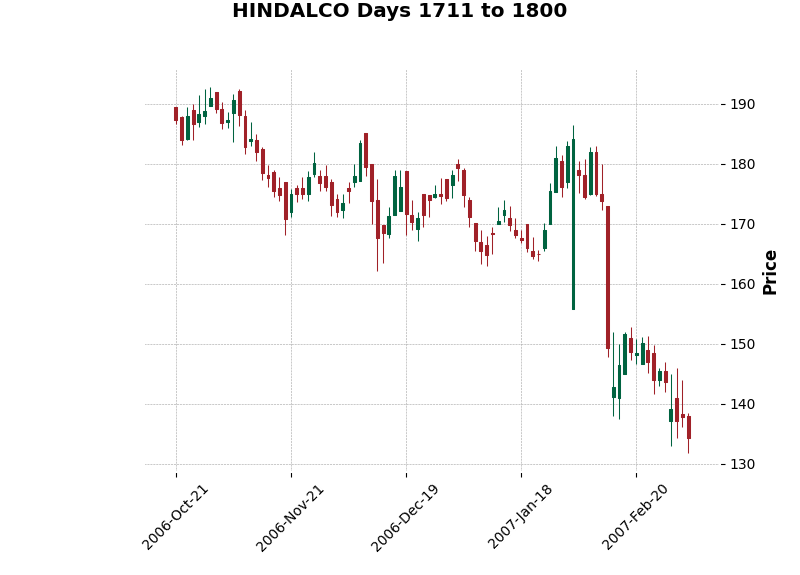 HINDALCO Days 1711 to 1800
190
180
170
160
150
140
130
Price
2006-Oct-21
2006-Nov-21
2006-Dec-19
2007-Jan-18
2007-Feb-20